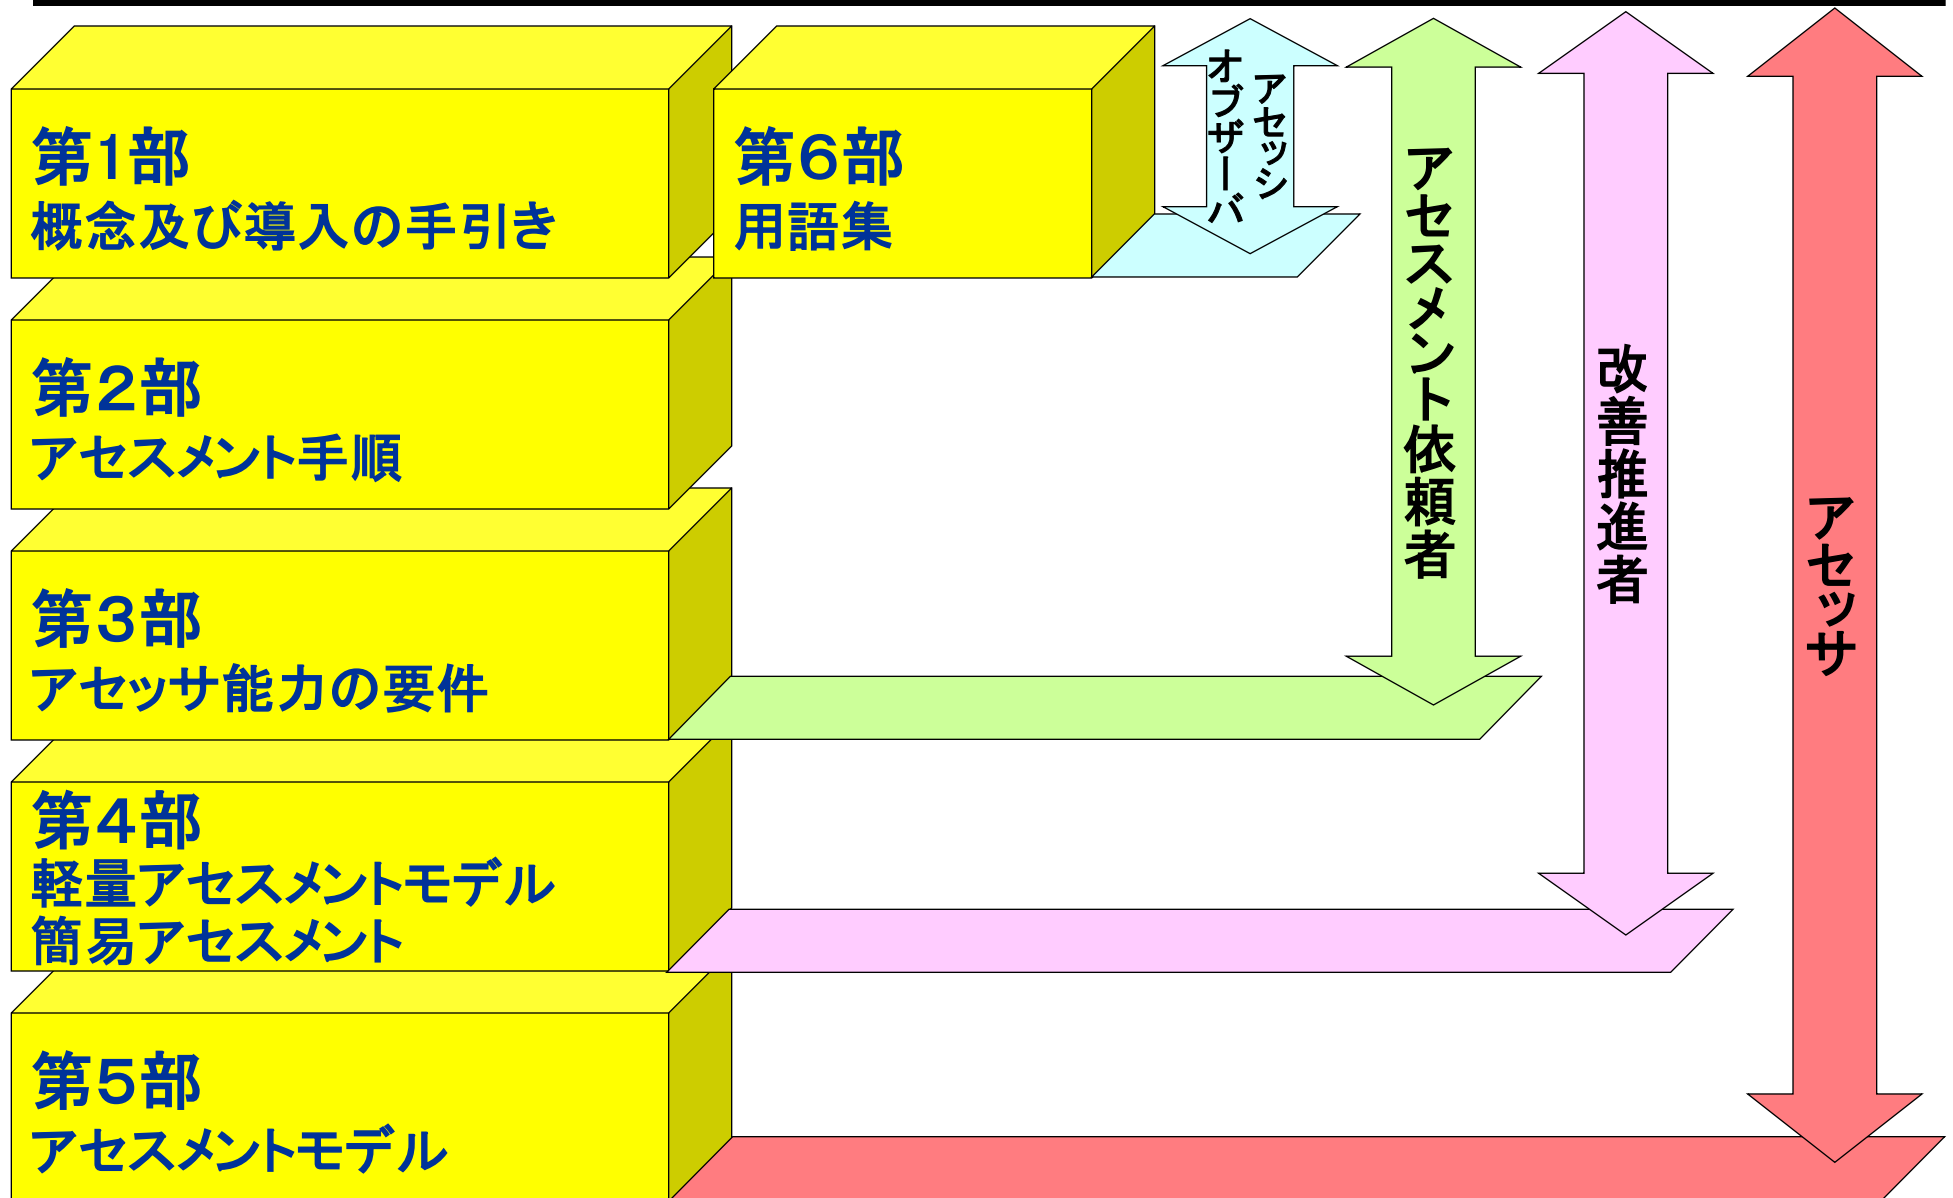 第1部
概念及び導入の手引き
第6部
用語集
アセッシ
オブザーバ
第2部
アセスメント手順
第3部
アセッサ能力の要件
第4部
軽量アセスメントモデル
簡易アセスメント
第5部
アセスメントモデル
アセスメント依頼者
改善推進者
アセッサ